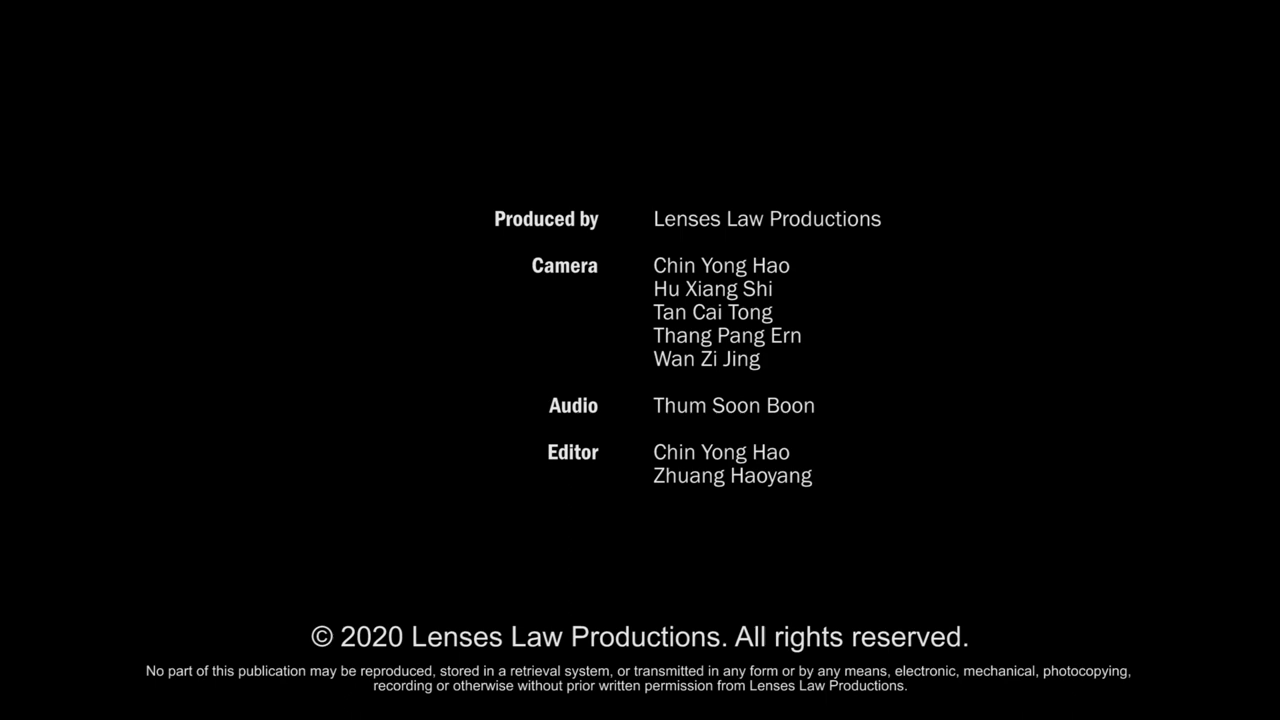 Produced by Lenses Law Productions
Camera Chin Yong Hao
Hu Xiang Shi
Tan Cai Tong
Thang Pang Ern
Wan Zi Jing
Audio Thum Soon Boon
Editor Chin Yong Hao
Zhuang Haoyang
© 2020 Lenses Law Productions. All rights reserved.
No part of this publication may be reproduced, stored in a retrieval system, or transmitted in any form or by any means, electronic, mechanical, photocopying,
recording or otherwise without prior written permission from Lenses Law Productions.